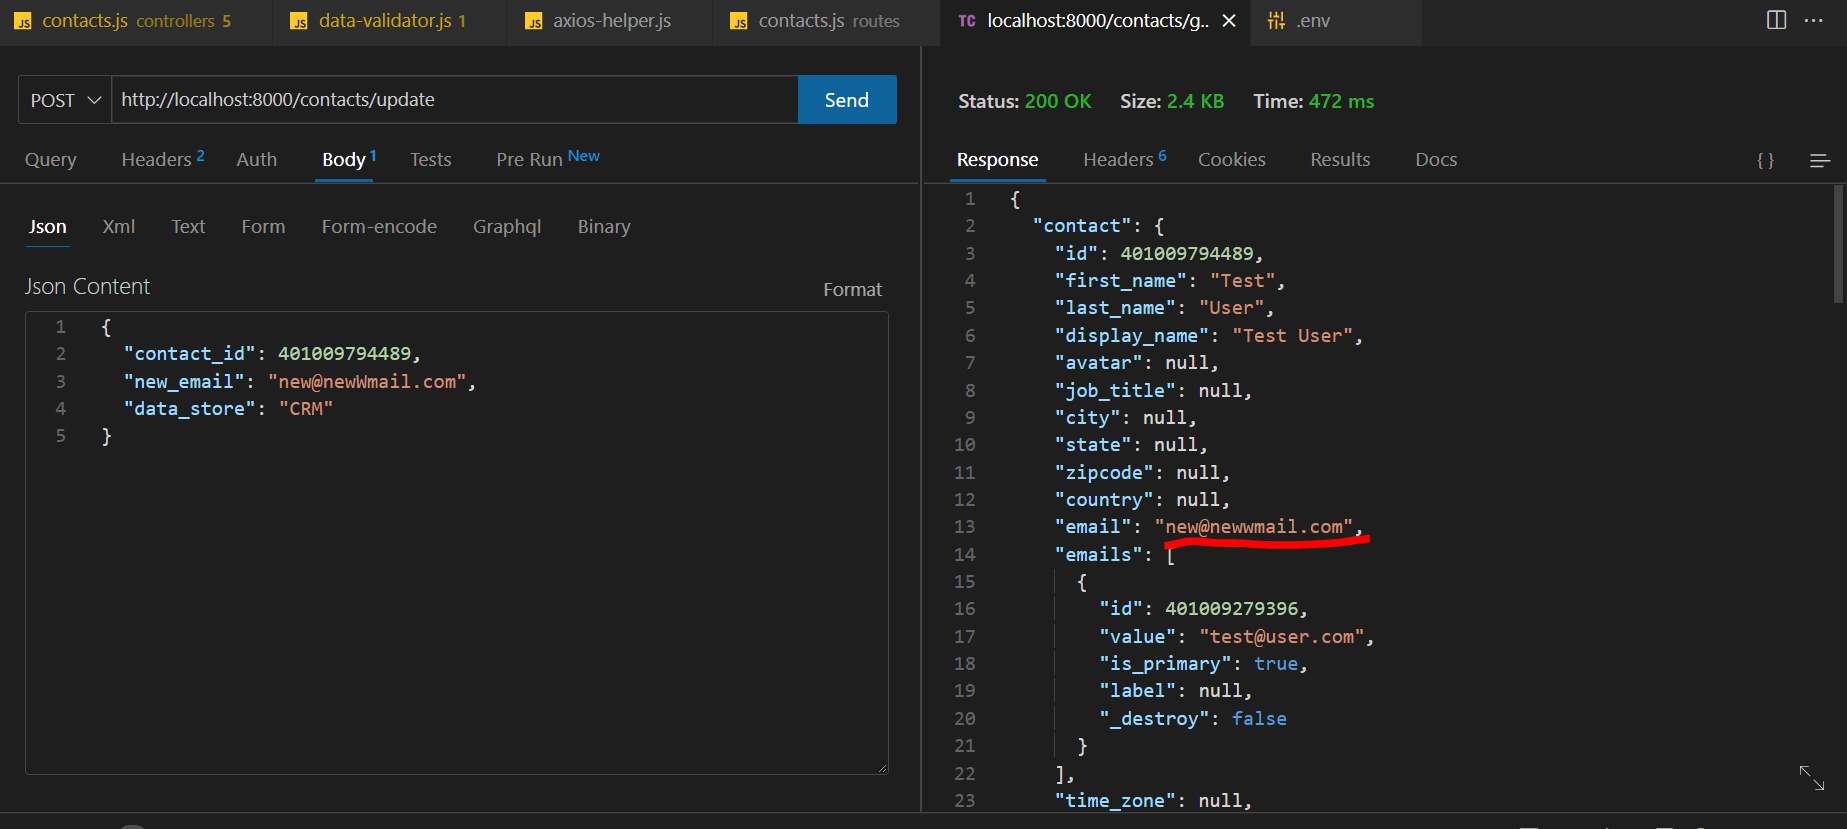 contacts.js controllers 5 data-validator.js 1 axios-helper.js contacts.js routes TC localhost:8000/contacts/g.. .env
POST http://localhost:8000/contacts/update Send
Query Headers 2 Auth Body 1 Tests Pre Run New
Json Xml Text Form Form-encode Graphql Binary
Json Content Format
1 {
2 "contact_id": 401009794489,
3 "new_email": "new@newWmail.com",
4 "data_store": "CRM"
5 }
Status: 200 OK Size: 2.4 KB Time: 472 ms
Response Headers 6 Cookies Results Docs { }
1 {
2 "contact": {
3 "id": 401009794489,
4 "first_name": "Test",
5 "last_name": "User",
6 "display_name": "Test User",
7 "avatar": null,
8 "job_title": null,
9 "city": null,
10 "state": null,
11 "zipcode": null,
12 "country": null,
13 "email": "new@newwmail.com",
14 "emails": [
15 {
16 "id": 401009279396,
17 "value": "test@user.com",
18 "is_primary": true,
19 "label": null,
20 "_destroy": false
21 }
22 ],
23 "time_zone": null,